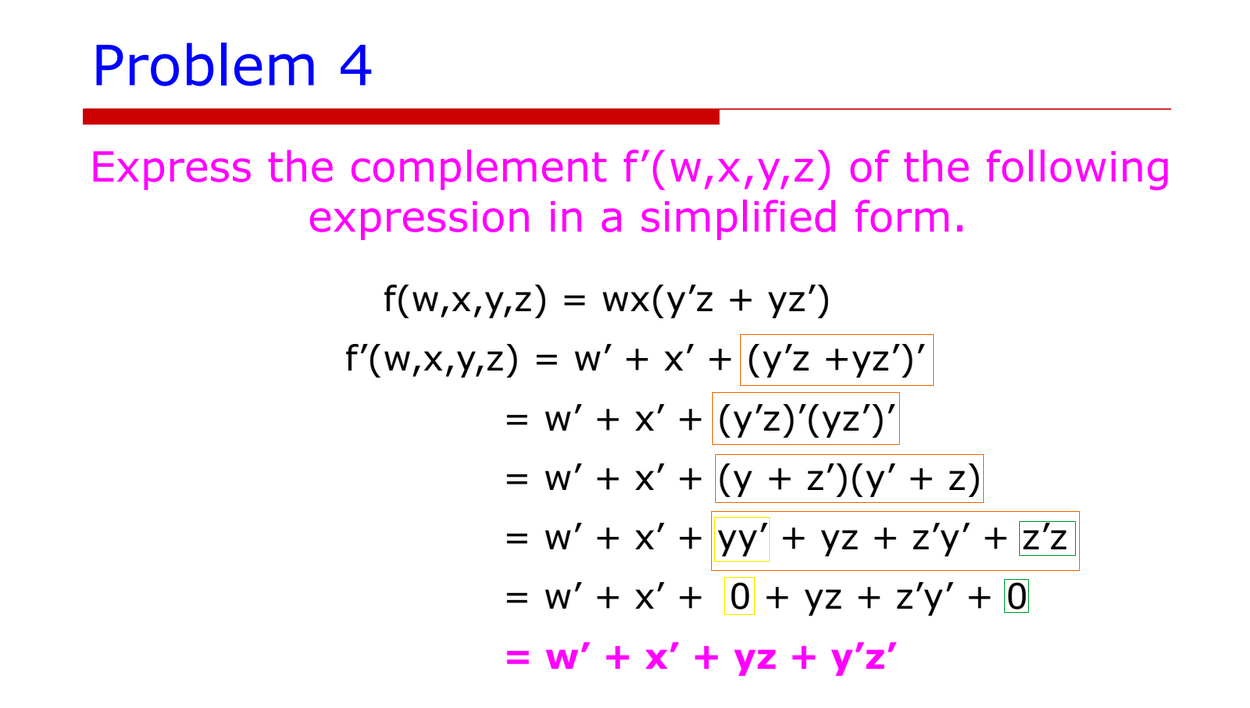 Problem 4
Express the complement f’(w,x,y,z) of the following
expression in a simplified form.
f(w,x,y,z) = wx(y’z + yz’)
f’(w,x,y,z) = w’ + x’ + (y’z +yz’)’
= w’ + x’ + (y’z)’(yz’)’
= w’ + x’ + (y + z’)(y’ + z)
= w’ + x’ + yy’ + yz + z’y’ + z’z
= w’ + x’ + 0 + yz + z’y’ + 0
= w’ + x’ + yz + y’z’